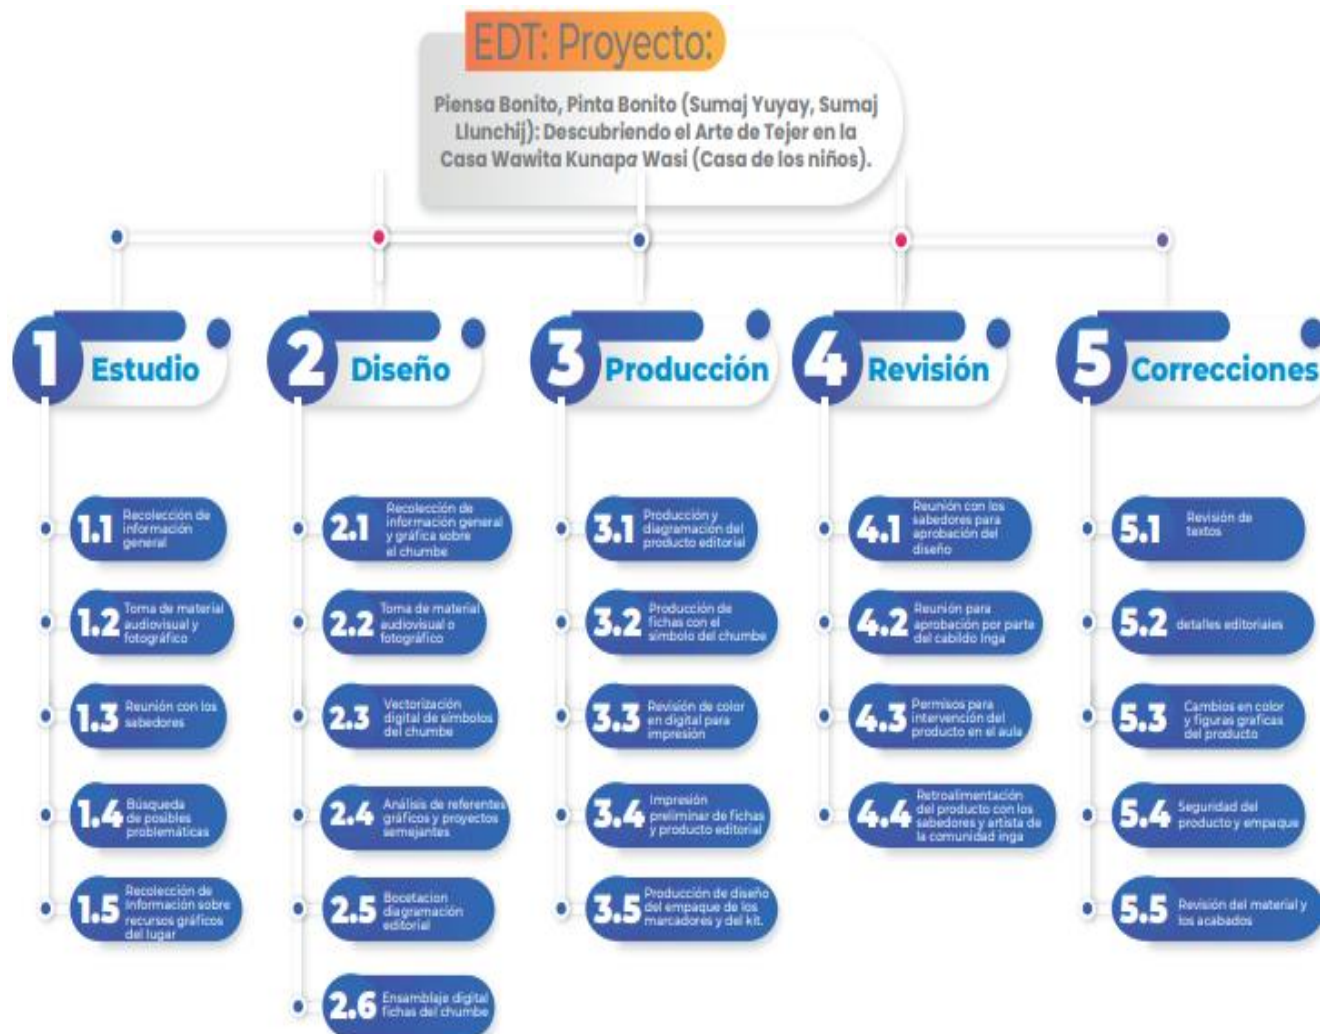 EDT: Proyecto:
Piensa Bonito, Pinta Bonito (Sumaj Yuyay, Sumaj
Llunchij): Descubriendo el Arte de Tejer en la
Casa Wawita Kunapa Wasi (Casa de los niños).
1 Estudio
1.1 Recolección de
información
general
1.2 Toma de material
audiovisual y
fotográfico
1.3 Reunión con los
sabedores
1.4 Búsqueda
de posibles
problemáticas
1.5 Recolección de
Información sobre
recursos gráficos
del lugar
2 Diseño
2.1 Recolección de
información general
y gráfica sobre
el chumbe
2.2 Toma de material
audiovisual o
fotográfico
2.3 Vectorización
digital de símbolos
del chumbe
2.4 Análisis de referentes
gráficos y proyectos
semejantes
2.5 Bocetacion
diagramación
editorial
2.6 Ensamblaje digital
fichas del chumbe
3 Producción
3.1 Producción y
diagramación del
producto editorial
3.2 Producción de
fichas con el
símbolo del chumbe
3.3 Revisión de color
en digital para
impresión
3.4 Impresión
preliminar de fichas
y producto editorial
3.5 Producción de diseño
del empaque de los
marcadores y del kit.
4 Revisión
4.1 Reunión con los
sabedores para
aprobación del
diseño
4.2 Reunión para
aprobación por parte
del cabildo Inga
4.3 Permisos para
intervención del
producto en el aula
4.4 Retroalimentación
del producto con los
sabedores y artista de
la comunidad inga
5 Correcciones
5.1 Revisión de
textos
5.2 detalles editoriales
5.3 Cambios en color
y figuras graficas
del producto
5.4 Seguridad del
producto y empaque
5.5 Revisión del material y
los acabados